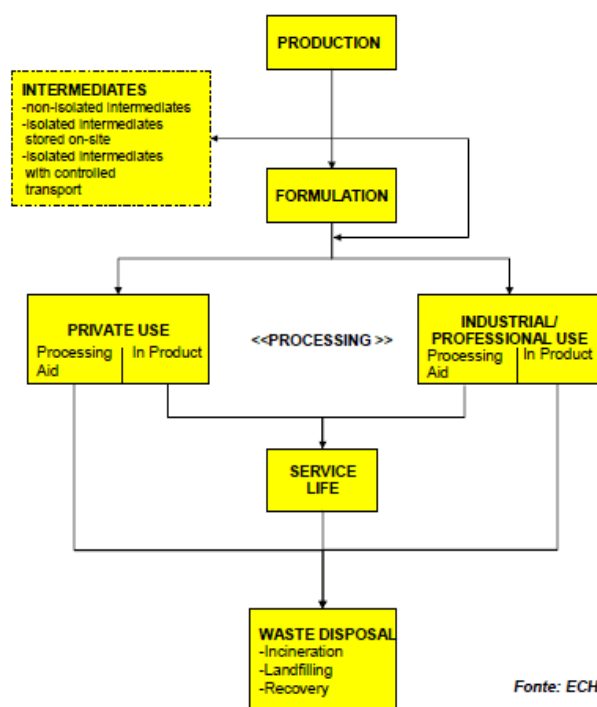 PRODUCTION
INTERMEDIATES
-non-isolated intermediates
-isolated intermediates
stored on-site
-isolated intermediates
with controlled
transport
FORMULATION
PRIVATE USE
Processing Aid
In Product
<<PROCESSING >>
INDUSTRIAL/
PROFESSIONAL USE
Processing Aid
In Product
SERVICE
LIFE
WASTE DISPOSAL
-Incineration
-Landfilling
-Recovery
Fonte: ECH